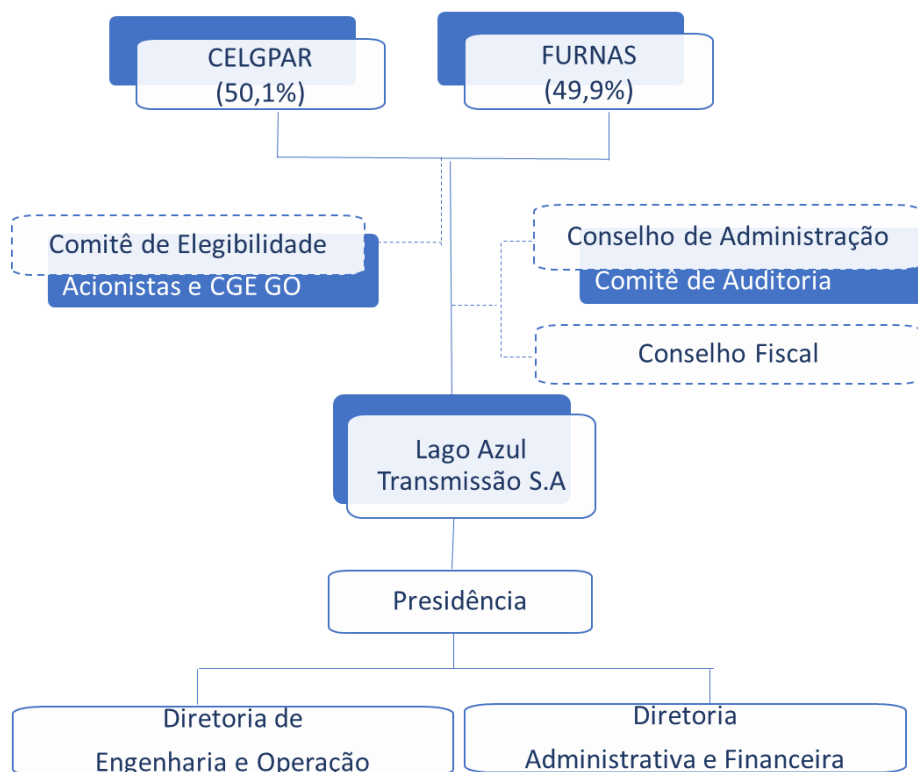 CELGPAR
(50,1%)
FURNAS
(49,9%)
Comitê de Elegibilidade
Acionistas e CGE GO
Conselho de Administração
Comitê de Auditoria
Conselho Fiscal
Lago Azul
Transmissão S.A
Presidência
Diretoria de
Engenharia e Operação
Diretoria
Administrativa e Financeira